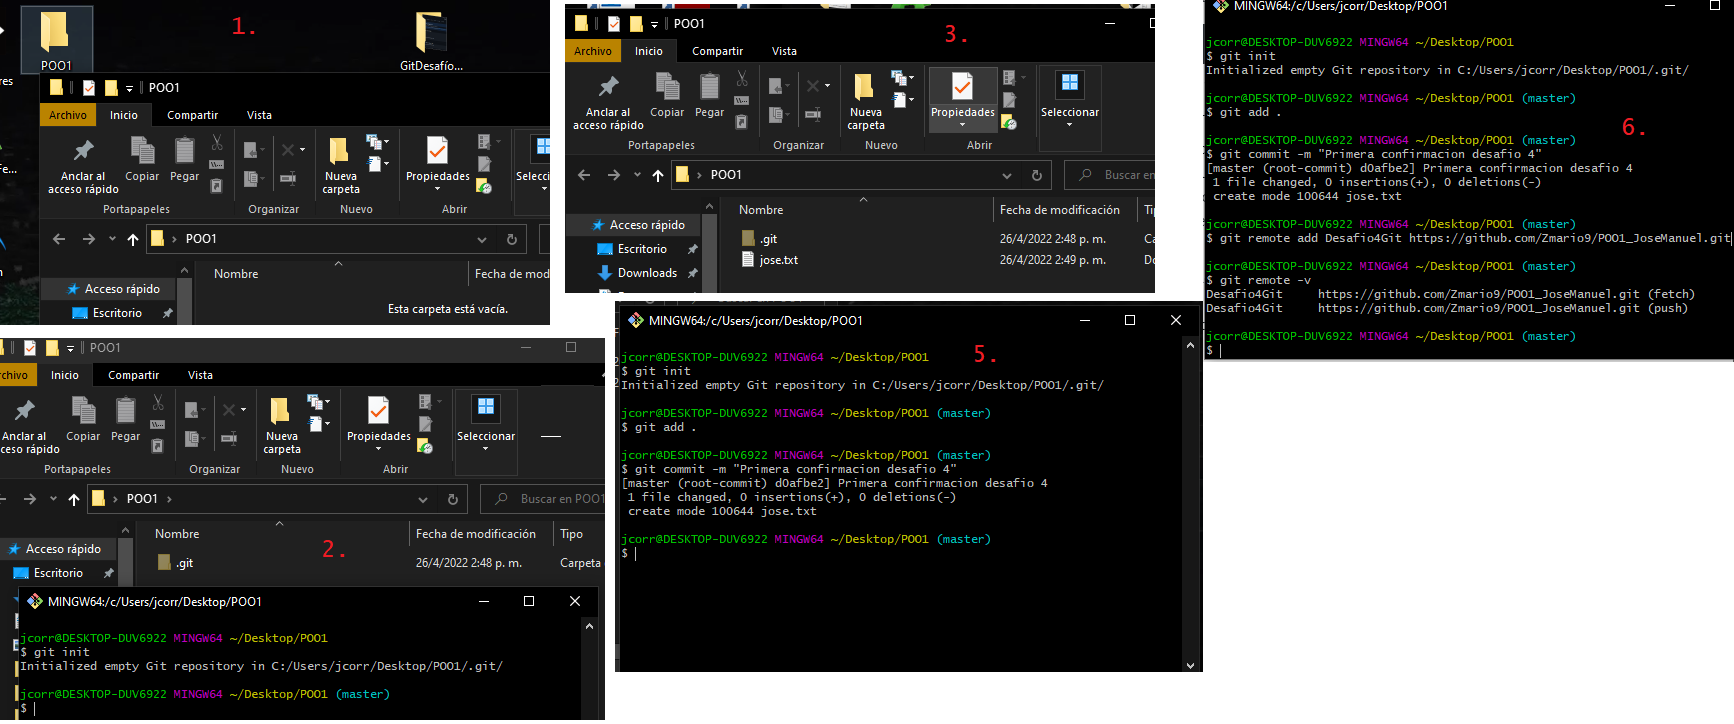 1.
POO1
GitDesafío...
POO1
Archivo Inicio Compartir Vista
Anclar al acceso rápido
Copiar
Pegar
Nueva carpeta
Propiedades
Portapapeles Organizar Nuevo Abrir
POO1
Acceso rápido
Escritorio
Nombre
Esta carpeta está vacía.
2.
POO1
Inicio Compartir Vista
Copiar
Pegar
Nueva carpeta
Propiedades
Seleccionar
Portapapeles Organizar Nuevo Abrir
POO1
Buscar en POO1
Acceso rápido
Escritorio
Nombre Fecha de modificación Tipo
.git 26/4/2022 2:48 p. m.
MINGW64:/c/Users/jcorr/Desktop/POO1
jcorr@DESKTOP-DUV6922 MINGW64 ~/Desktop/POO1
$ git init
Initialized empty Git repository in C:/Users/jcorr/Desktop/POO1/.git/
jcorr@DESKTOP-DUV6922 MINGW64 ~/Desktop/POO1 (master)
$
3.
POO1
Archivo Inicio Compartir Vista
Anclar al acceso rápido
Copiar
Pegar
Nueva carpeta
Propiedades
Seleccionar
Portapapeles Organizar Nuevo Abrir
POO1
Buscar en
Acceso rápido
Escritorio
Downloads
Nombre Fecha de modificación
.git 26/4/2022 2:48 p. m.
jose.txt 26/4/2022 2:49 p. m.
5.
MINGW64:/c/Users/jcorr/Desktop/POO1
jcorr@DESKTOP-DUV6922 MINGW64 ~/Desktop/POO1
$ git init
Initialized empty Git repository in C:/Users/jcorr/Desktop/POO1/.git/
jcorr@DESKTOP-DUV6922 MINGW64 ~/Desktop/POO1 (master)
$ git add .
jcorr@DESKTOP-DUV6922 MINGW64 ~/Desktop/POO1 (master)
$ git commit -m "Primera confirmacion desafio 4"
[master (root-commit) d0afbe2] Primera confirmacion desafio 4
1 file changed, 0 insertions(+), 0 deletions(-)
create mode 100644 jose.txt
jcorr@DESKTOP-DUV6922 MINGW64 ~/Desktop/POO1 (master)
$
6.
MINGW64:/c/Users/jcorr/Desktop/POO1
jcorr@DESKTOP-DUV6922 MINGW64 ~/Desktop/POO1
$ git init
Initialized empty Git repository in C:/Users/jcorr/Desktop/POO1/.git/
jcorr@DESKTOP-DUV6922 MINGW64 ~/Desktop/POO1 (master)
$ git add .
jcorr@DESKTOP-DUV6922 MINGW64 ~/Desktop/POO1 (master)
$ git commit -m "Primera confirmacion desafio 4"
[master (root-commit) d0afbe2] Primera confirmacion desafio 4
1 file changed, 0 insertions(+), 0 deletions(-)
create mode 100644 jose.txt
jcorr@DESKTOP-DUV6922 MINGW64 ~/Desktop/POO1 (master)
$ git remote add Desafio4Git https://github.com/Zmario9/POO1_JoseManuel.git
jcorr@DESKTOP-DUV6922 MINGW64 ~/Desktop/POO1 (master)
$ git remote -v
Desafio4Git https://github.com/Zmario9/POO1_JoseManuel.git (fetch)
Desafio4Git https://github.com/Zmario9/POO1_JoseManuel.git (push)
jcorr@DESKTOP-DUV6922 MINGW64 ~/Desktop/POO1 (master)
$